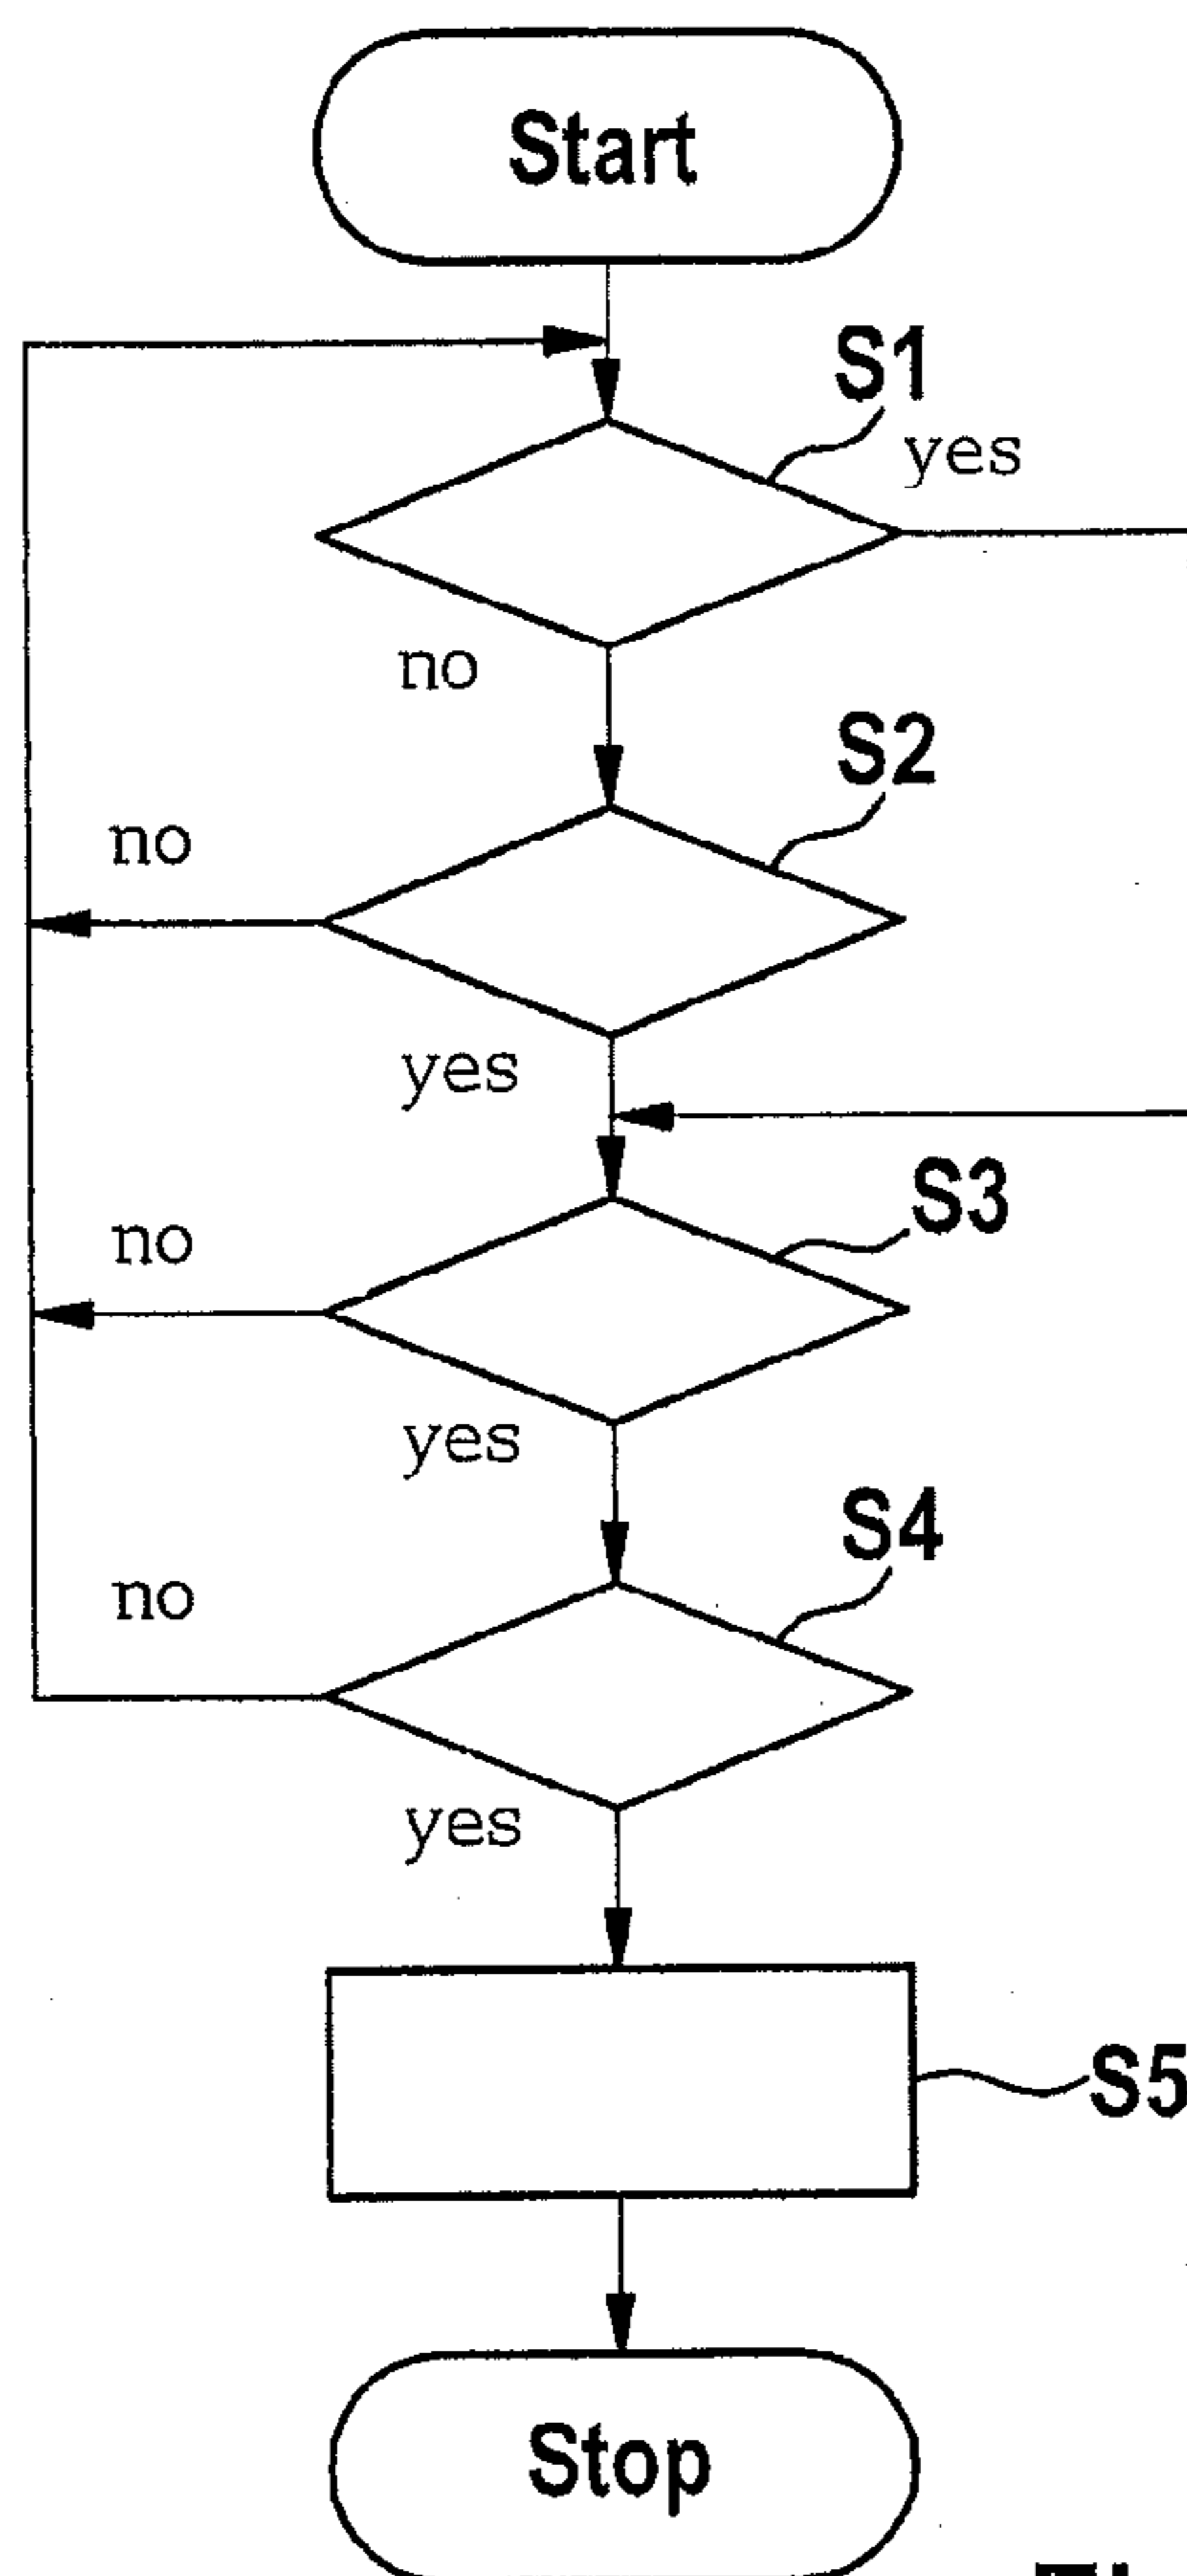 Start
S1
yes
no
S2
no
yes
S3
no
yes
S4
no
yes
S5
Stop